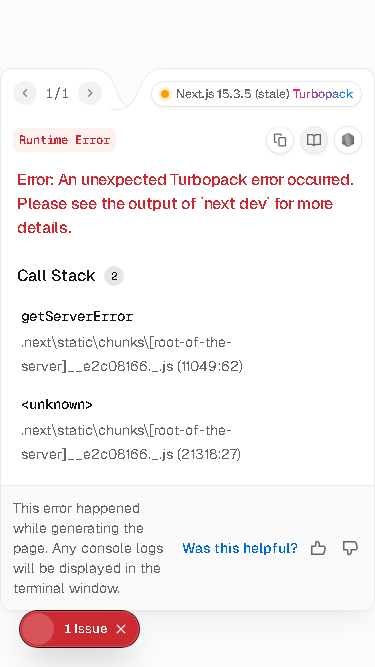 1/1
Next.js 15.3.5 (stale) Turbopack
Runtime Error
Error: An unexpected Turbopack error occurred.
Please see the output of `next dev` for more
details.
Call Stack 2
getServerError
.next\static\chunks\[root-of-the-
server]__e2c08166._.js (11049:62)
<unknown>
.next\static\chunks\[root-of-the-
server]__e2c08166._.js (21318:27)
This error happened
while generating the
page. Any console logs
will be displayed in the
terminal window.
Was this helpful?
1 Issue